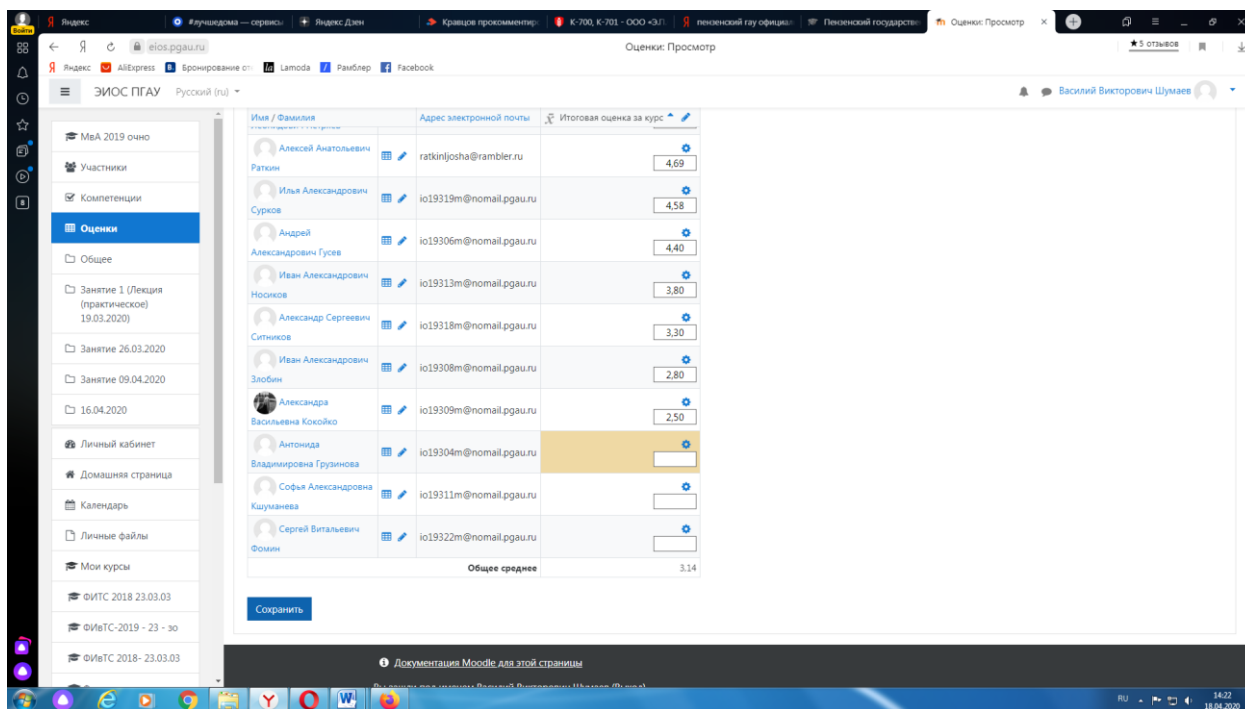 Войти
Яндекс
#лучшедома — сервисы
Яндекс Дзен
Кравцов прокомментир
К-700, К-701 - ООО «ЭЛ
пензенский гау официал
Пензенский государстве
Оценки: Просмотр
eios.pgau.ru
Оценки: Просмотр
★ 5 отзывов
Яндекс AliExpress Бронирование от Lamoda Рамблер Facebook
ЭИОС ПГАУ Русский (ru)
Василий Викторович Шумаев
МвА 2019 очно
Участники
Компетенции
Оценки
Общее
Занятие 1 (Лекция
(практическое)
19.03.2020)
Занятие 26.03.2020
Занятие 09.04.2020
16.04.2020
Личный кабинет
Домашняя страница
Календарь
Личные файлы
Мои курсы
ФИТС 2018 23.03.03
ФИвТС-2019 - 23 - зо
ФИвТС 2018- 23.03.03
Имя / Фамилия Адрес электронной почты Итоговая оценка за курс
Алексей Анатольевич
Раткин
ratkinljosha@rambler.ru
4,69
Илья Александрович
Сурков
io19319m@nomail.pgau.ru
4,58
Андрей
Александрович Гусев
io19306m@nomail.pgau.ru
4,40
Иван Александрович
Носиков
io19313m@nomail.pgau.ru
3,80
Александр Сергеевич
Ситников
io19318m@nomail.pgau.ru
3,30
Иван Александрович
Злобин
io19308m@nomail.pgau.ru
2,80
Александра
Васильевна Кокойко
io19309m@nomail.pgau.ru
2,50
Антонида
Владимировна Грузинова
io19304m@nomail.pgau.ru
Софья Александровна
Кшуманева
io19311m@nomail.pgau.ru
Сергей Витальевич
Фомин
io19322m@nomail.pgau.ru
Общее среднее 3,14
Сохранить
Документация Moodle для этой страницы
RU
14:22
18.04.2020